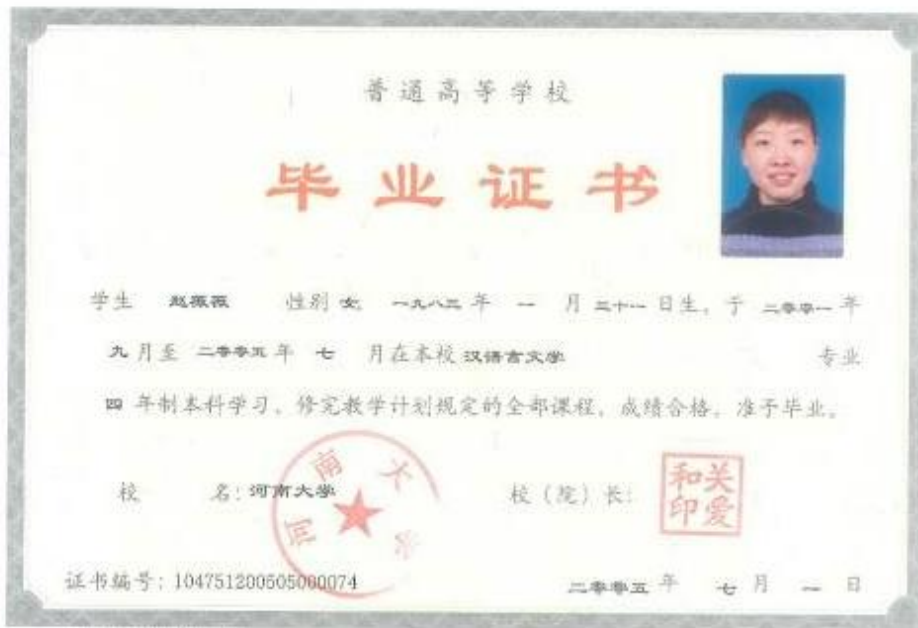 普通高等学校
毕业证书
学生 赵薇薇 性别 女 一九八三 年 一 月 三十一 日生，于 二零零一 年
九 月至 二零零五 年 七 月在本校 汉语言文学 专业
四 年制本科学习，修完教学计划规定的全部课程，成绩合格，准予毕业。
校 名：河南大学 校（院）长：
河南大学
关爱和印
证书编号：104751200505000074 二零零五 年 七 月 一 日